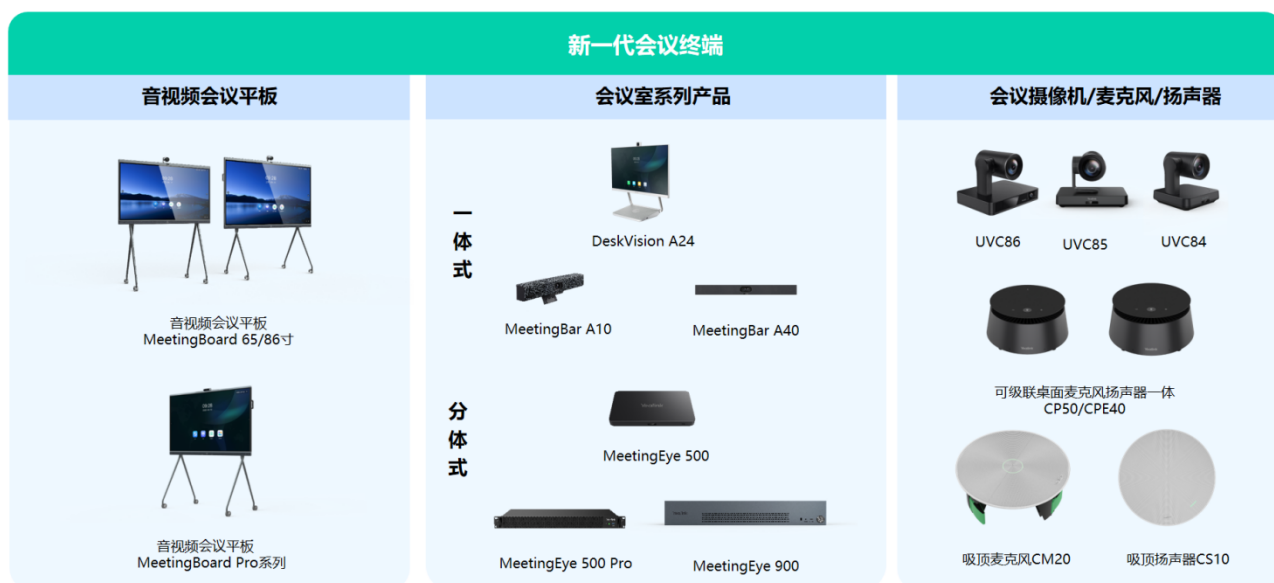 新一代会议终端
音视频会议平板
音视频会议平板
MeetingBoard 65/86寸
音视频会议平板
MeetingBoard Pro系列
会议室系列产品
一体式
DeskVision A24
MeetingBar A10
MeetingBar A40
分体式
MeetingEye 500
MeetingEye 500 Pro
MeetingEye 900
会议摄像机/麦克风/扬声器
UVC86
UVC85
UVC84
可级联桌面麦克风扬声器一体
CP50/CPE40
吸顶麦克风CM20
吸顶扬声器CS10